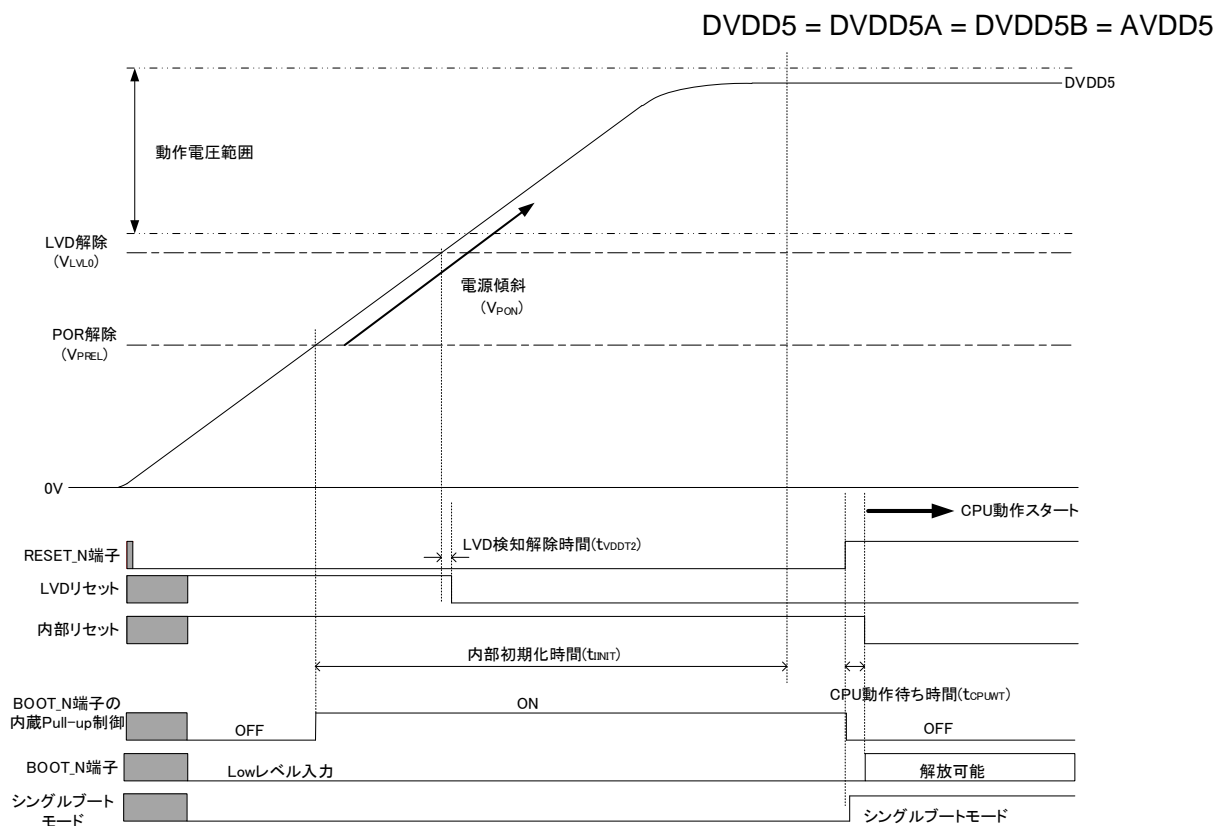 DVDD5 = DVDD5A = DVDD5B = AVDD5
DVDD5
動作電圧範囲
LVD解除
(VLVL0)
電源傾斜
(VPON)
POR解除
(VPREL)
0V
CPU動作スタート
RESET_N端子
LVD検知解除時間(tVDDT2)
LVDリセット
内部リセット
内部初期化時間(tIINIT)
CPU動作待ち時間(tCPUWT)
BOOT_N端子の
内蔵Pull-up制御
OFF
ON
OFF
BOOT_N端子
Lowレベル入力
解放可能
シングルブート
モード
シングルブートモード